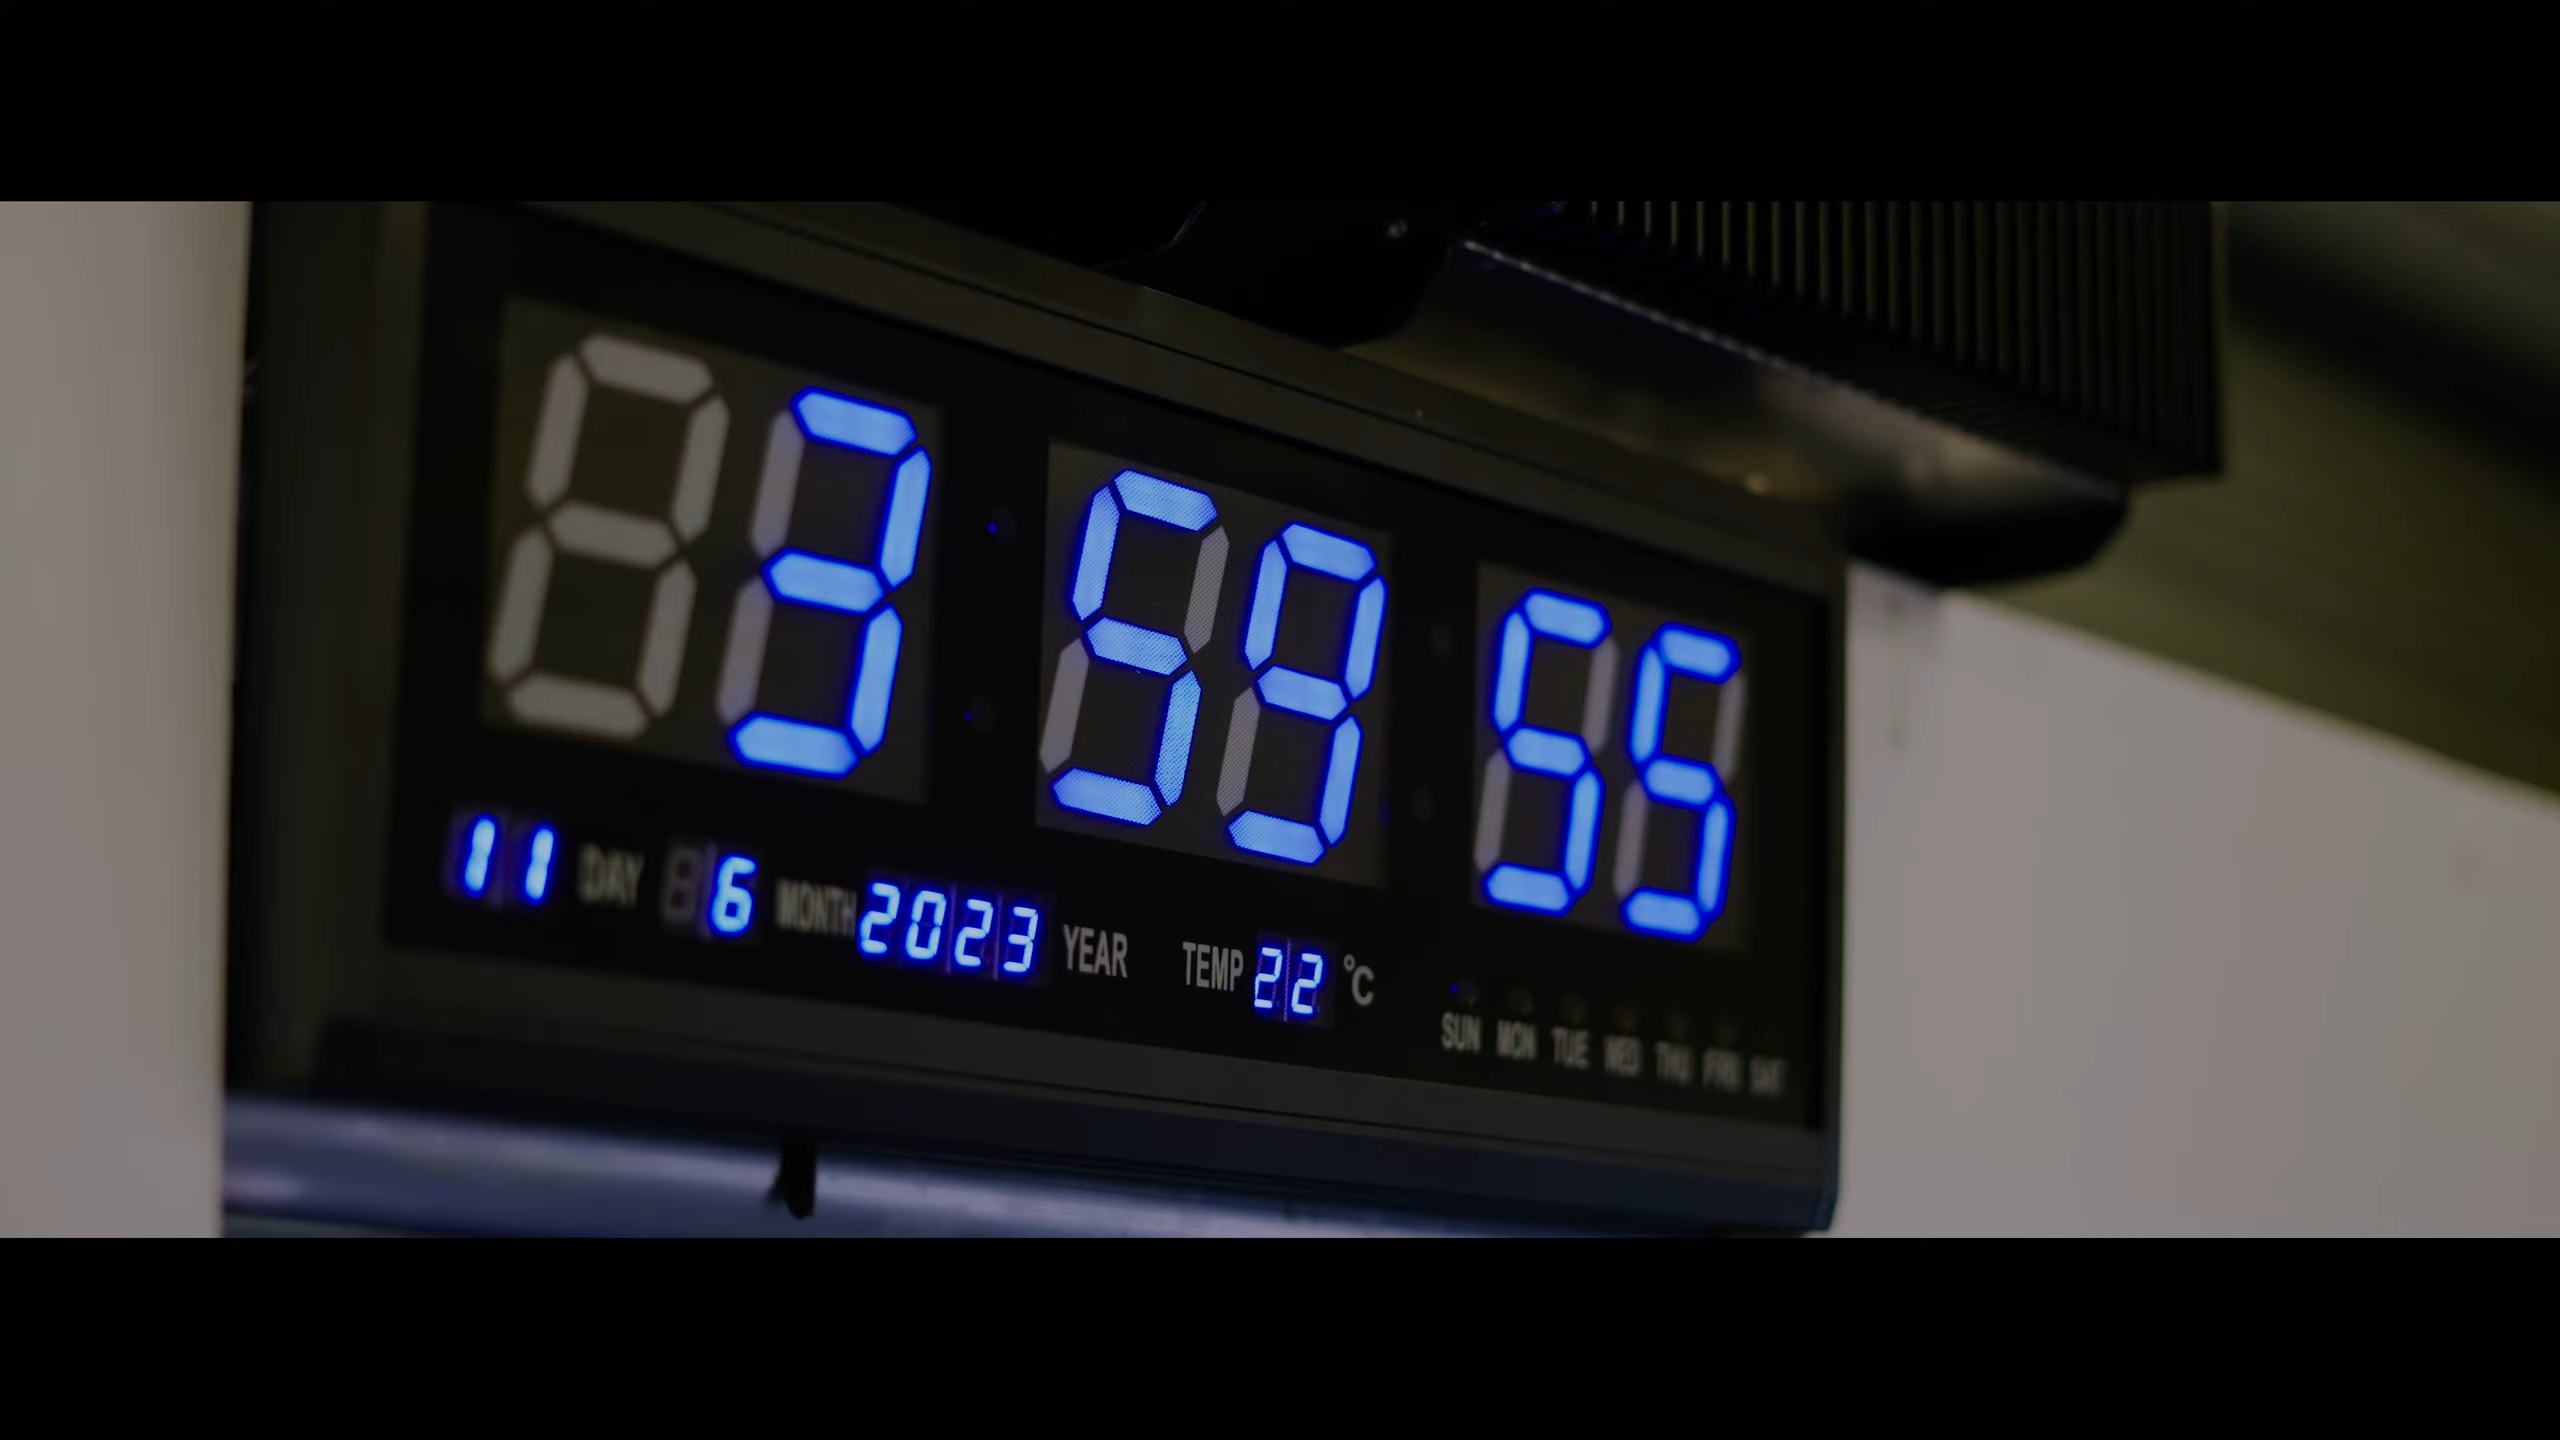 3:59:55
11 DAY 6 MONTH 2023 YEAR TEMP 22 °C
SUN MON TUE WED THU FRI SAT